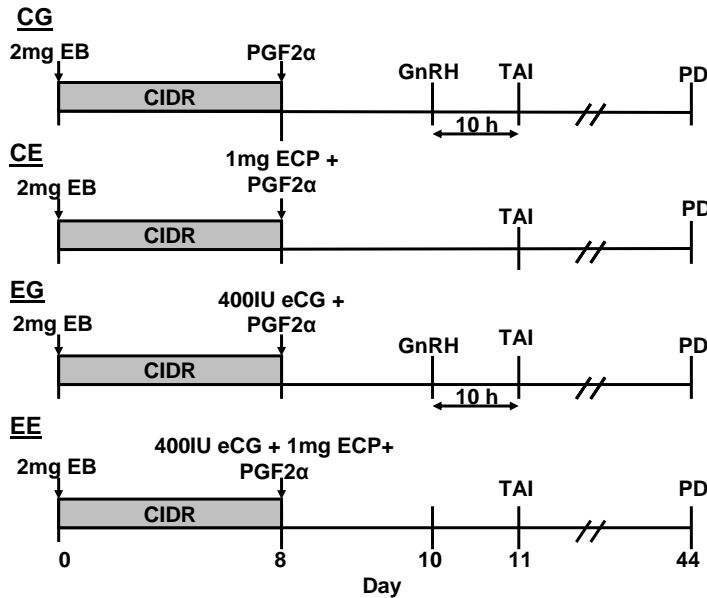 CG
2mg EB PGF2α
GnRH TAI PD
CIDR
10 h
CE
1mg ECP +
2mg EB PGF2α
TAI PD
CIDR
EG
400IU eCG +
2mg EB PGF2α
GnRH TAI PD
CIDR
10 h
EE
400IU eCG + 1mg ECP+
2mg EB PGF2α
TAI PD
CIDR
0 8 10 11 44
Day